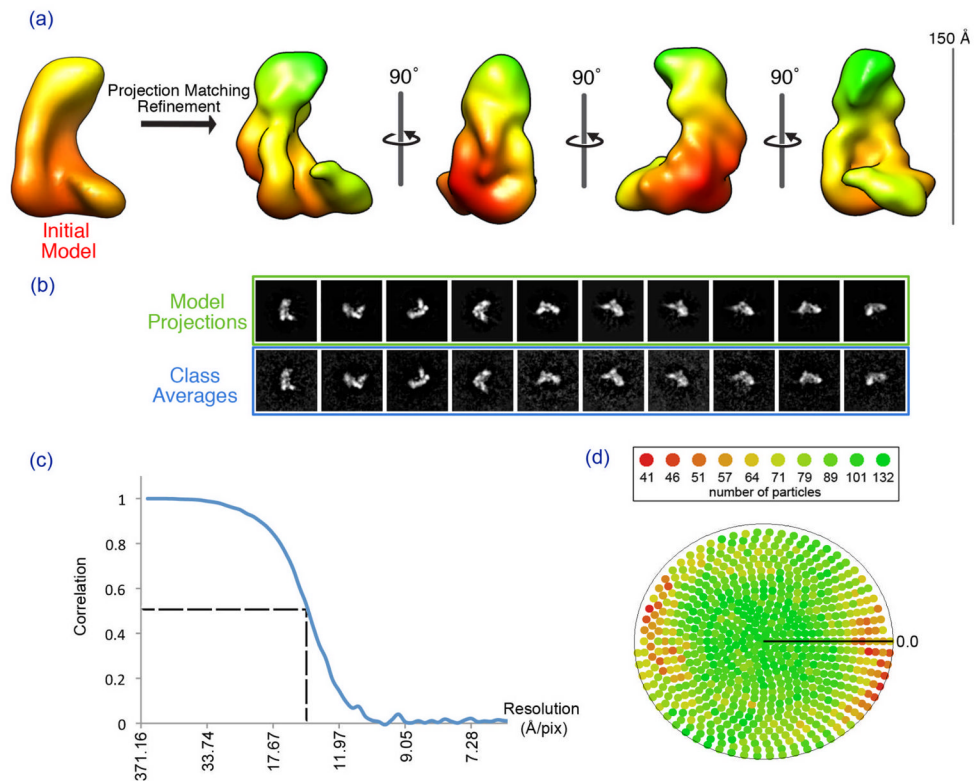 (a)
150 Å
Projection Matching
Refinement
90°
90°
90°
Initial
Model
(b)
Model
Projections
Class
Averages
(c)
(d)
41 46 51 57 64 71 79 89 101 132
number of particles
0.0
1
0.8
0.6
0.4
0.2
0
Correlation
Resolution
(Å/pix)
371.16
33.74
17.67
11.97
9.05
7.28